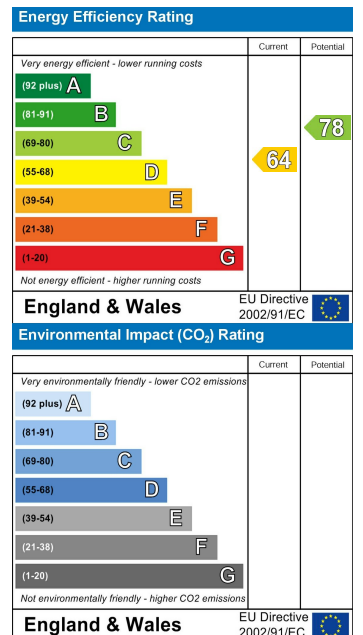 Energy Efficiency Rating
Current Potential
Very energy efficient - lower running costs
(92 plus) A
(81-91) B
78
(69-80) C
64
(55-68) D
(39-54) E
(21-38) F
(1-20) G
Not energy efficient - higher running costs
England & Wales
EU Directive
2002/91/EC
Environmental Impact (CO₂) Rating
Current Potential
Very environmentally friendly - lower CO2 emissions
(92 plus) A
(81-91) B
(69-80) C
(55-68) D
(39-54) E
(21-38) F
(1-20) G
Not environmentally friendly - higher CO2 emissions
England & Wales
EU Directive
2002/91/EC